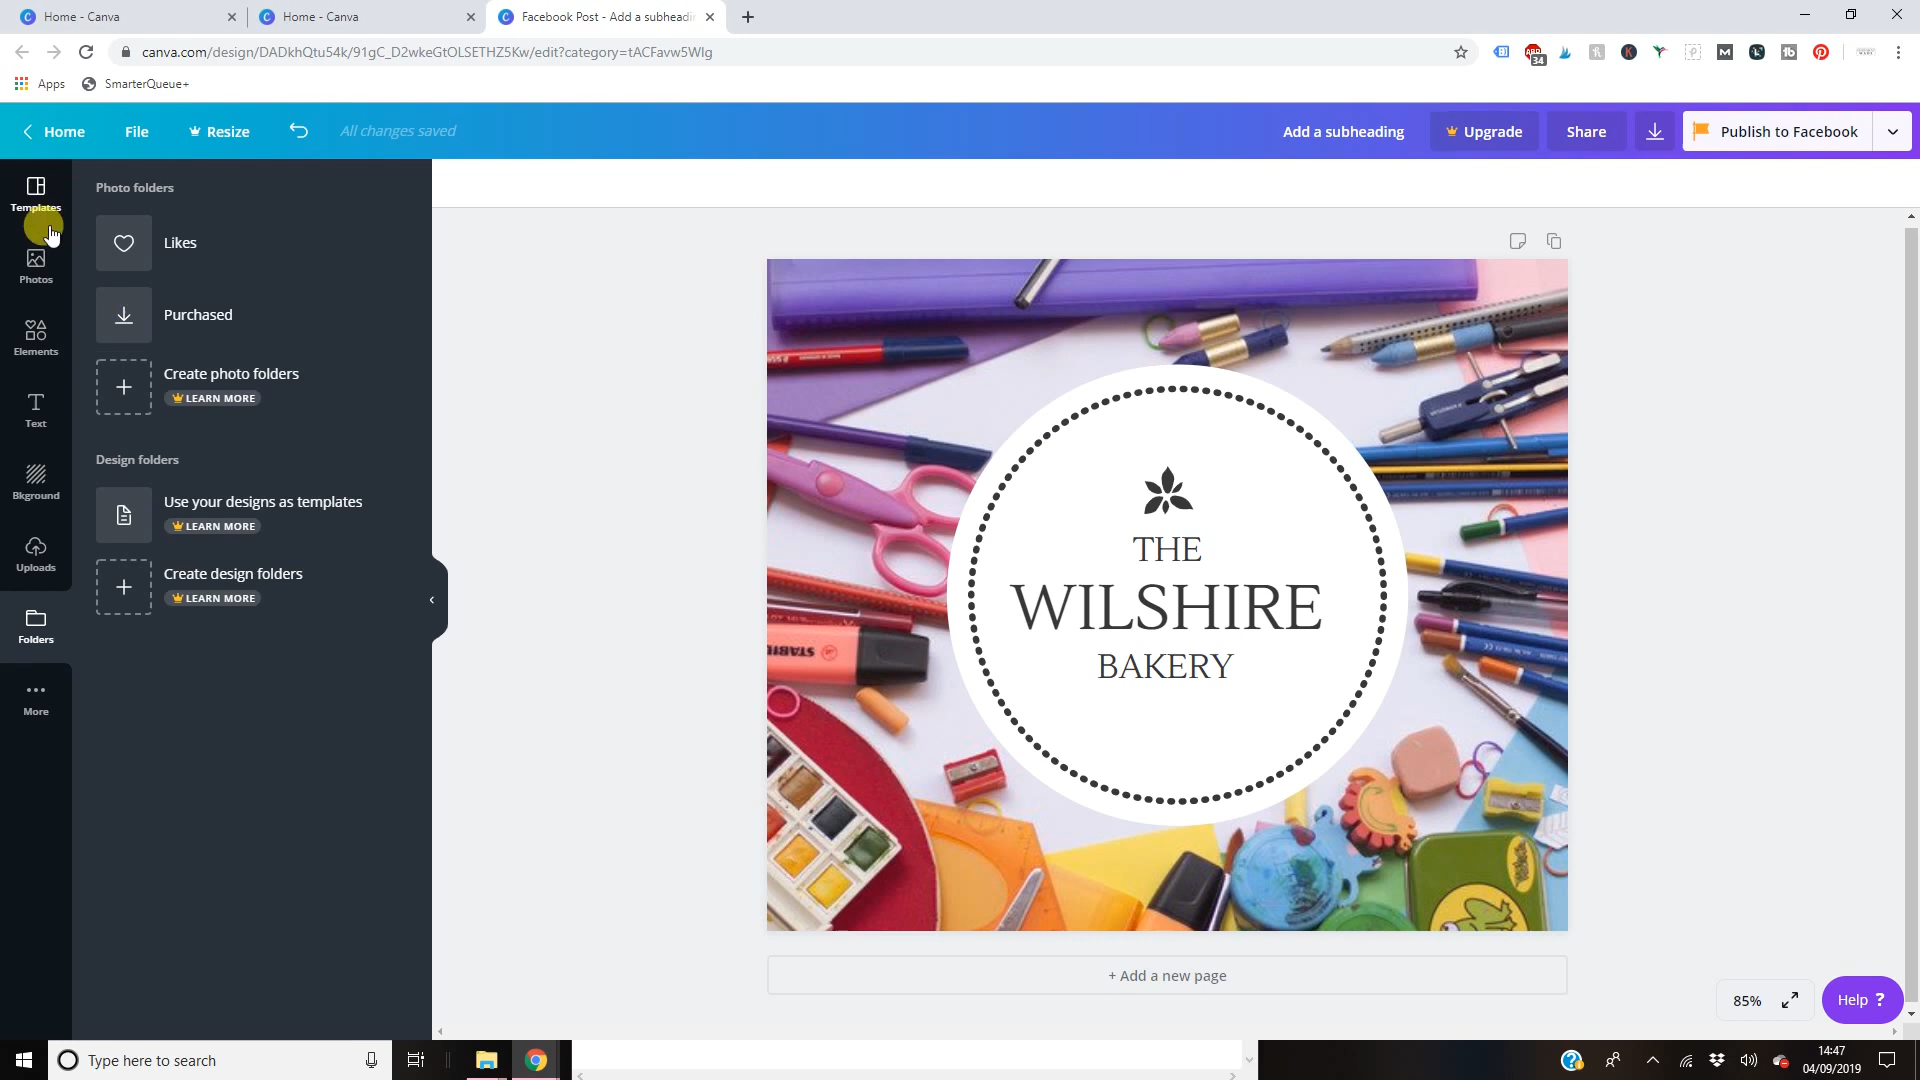 Home - Canva
Home - Canva
Facebook Post - Add a subheadi
canva.com/design/DADkhQtu54k/91gC_D2wkeGtOLSETHZ5Kw/edit?category=tACFavw5WIg
Apps
SmarterQueue+
Home
File
Resize
All changes saved
Add a subheading
Upgrade
Share
Publish to Facebook
Templates
Photos
Elements
Text
Bkground
Uploads
Folders
More
Photo folders
Likes
Purchased
Create photo folders
LEARN MORE
Design folders
Use your designs as templates
LEARN MORE
Create design folders
LEARN MORE
THE
WILSHIRE
BAKERY
STABILO
+ Add a new page
85%
Help ?
Type here to search
14:47
04/09/2019